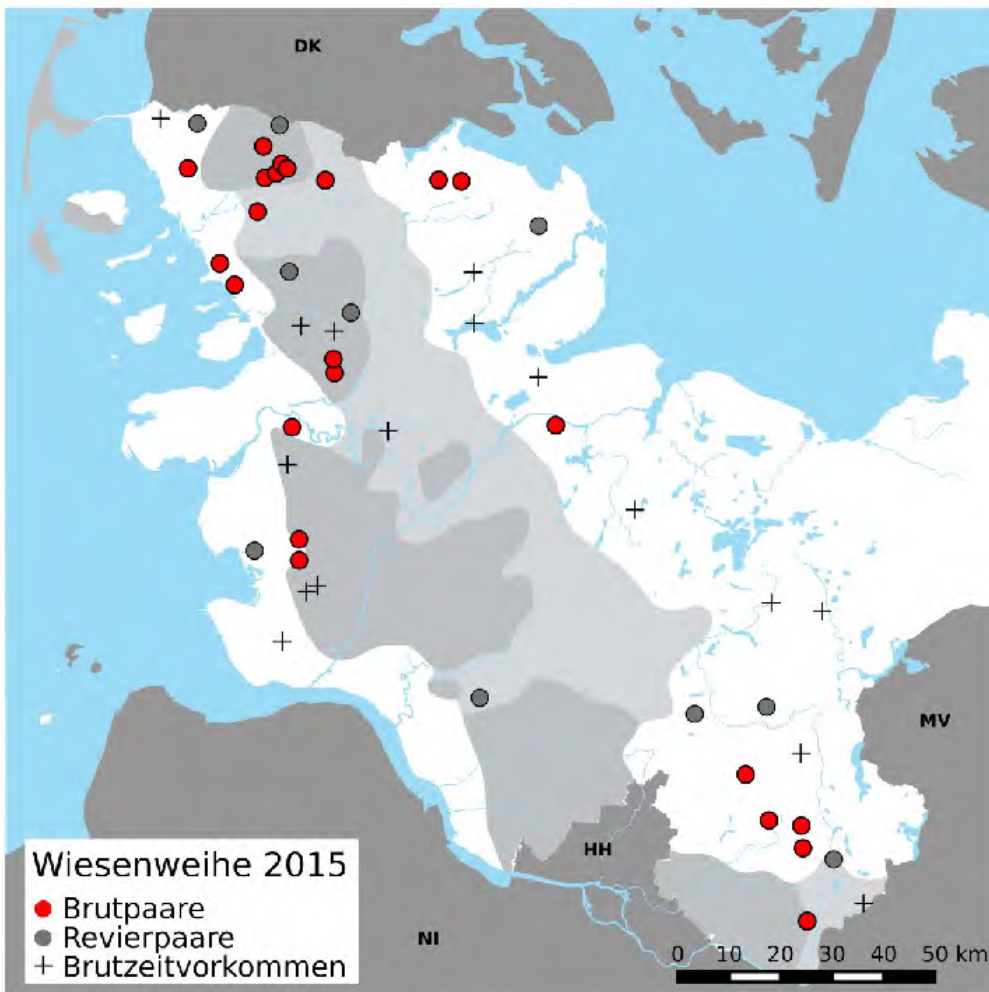 DK
MV
HH
NI
Wiesenweihe 2015
Brutpaare
Revierpaare
Brutzeitvorkommen
0 10 20 30 40 50 km